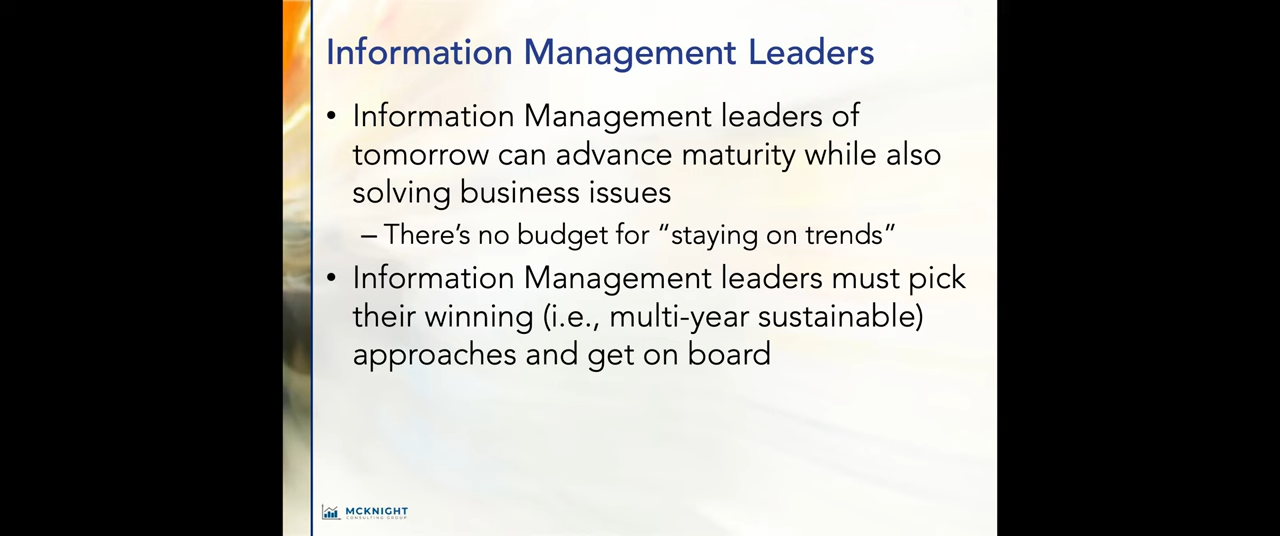 Information Management Leaders
• Information Management leaders of
tomorrow can advance maturity while also
solving business issues
– There’s no budget for “staying on trends”
• Information Management leaders must pick
their winning (i.e., multi-year sustainable)
approaches and get on board
MCKNIGHT
CONSULTING GROUP